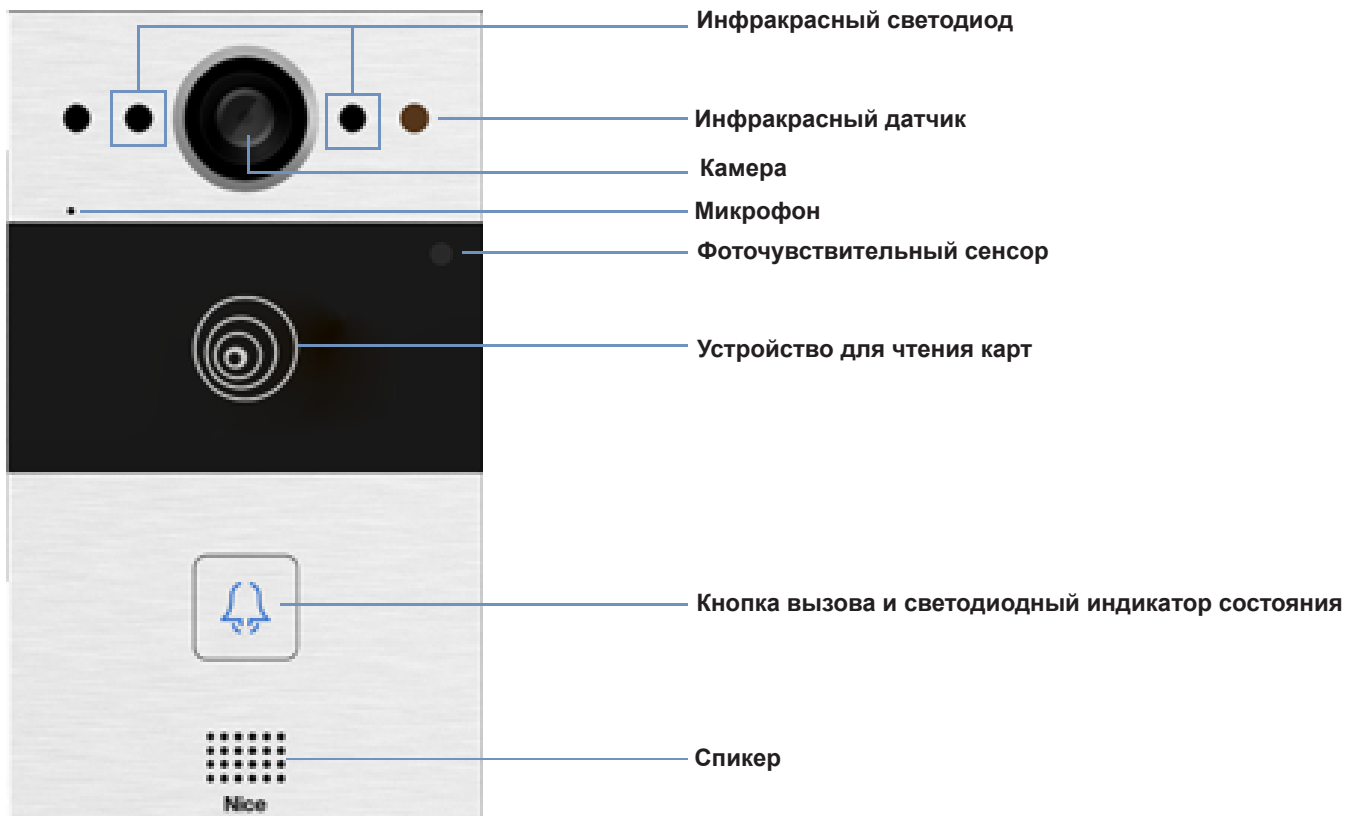 Инфракрасный светодиод
Инфракрасный датчик
Камера
Микрофон
Фоточувствительный сенсор
Устройство для чтения карт
Кнопка вызова и светодиодный индикатор состояния
Спикер
Nice